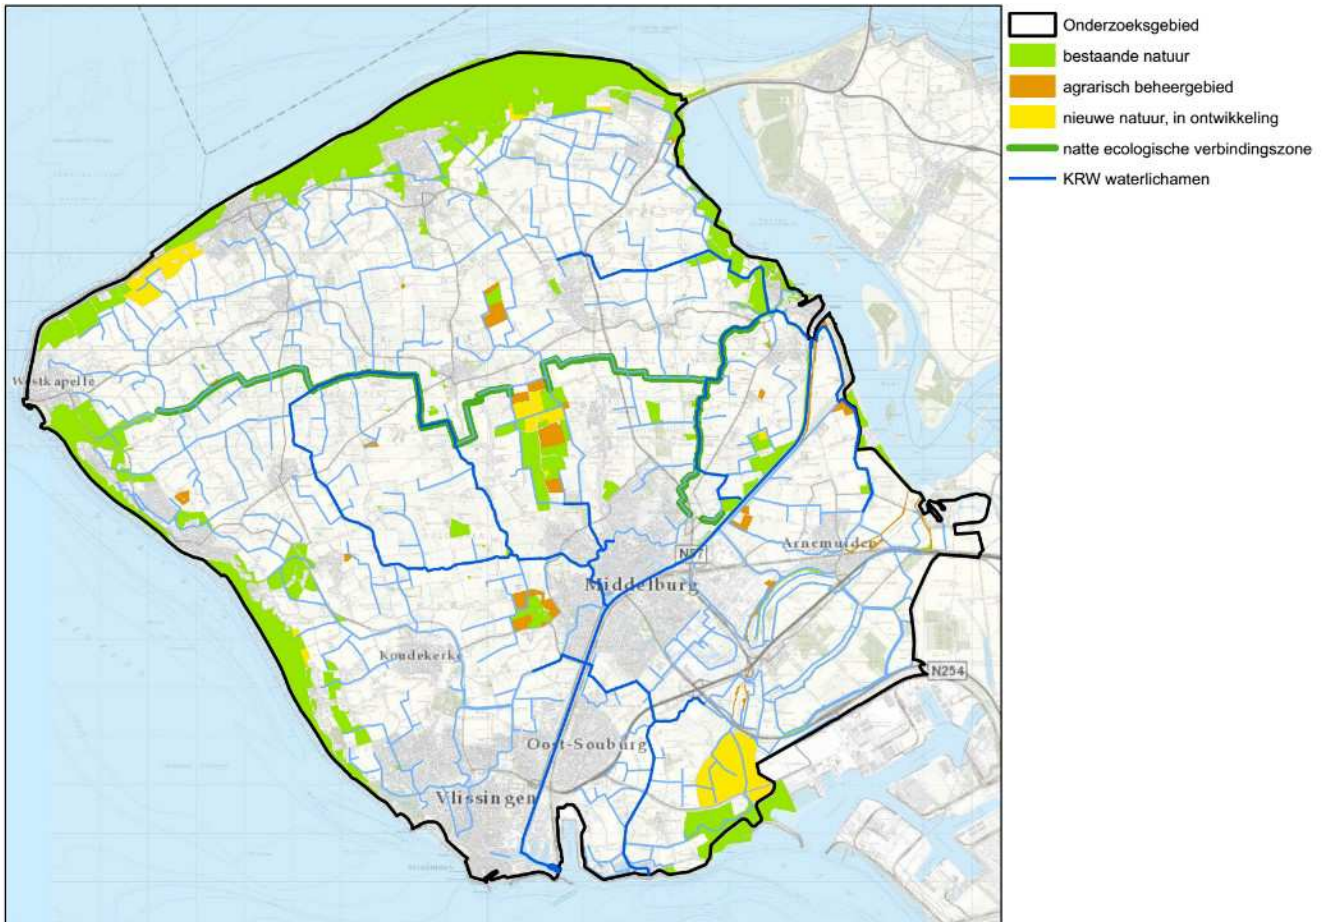 Onderzoeksgebied
bestaande natuur
agrarisch beheergebied
nieuwe natuur, in ontwikkeling
natte ecologische verbindingszone
KRW waterlichamen
Westkapelle
N57
Arnemuiden
Middelburg
Koudekerke
N254
Oost-Souburg
Vlissingen